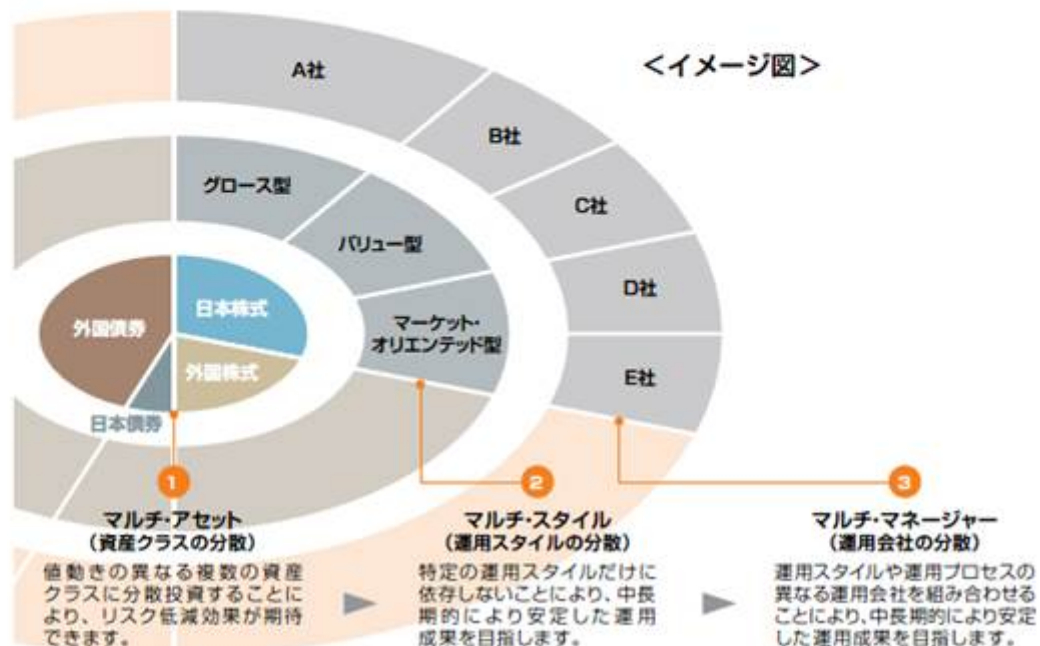 <イメージ図>
A社
B社
C社
D社
E社
グロース型
バリュー型
マーケット・
オリエンテッド型
日本株式
外国債券
外国株式
日本債券
1
マルチ・アセット
(資産クラスの分散)
値動きの異なる複数の資産
クラスに分散投資することに
より、リスク低減効果が期待
できます。
2
マルチ・スタイル
(運用スタイルの分散)
特定の運用スタイルだけに
依存しないことにより、中長
期的により安定した運用
成果を目指します。
3
マルチ・マネージャー
(運用会社の分散)
運用スタイルや運用プロセスの
異なる運用会社を組み合わせる
ことにより、中長期的により安定
した運用成果を目指します。